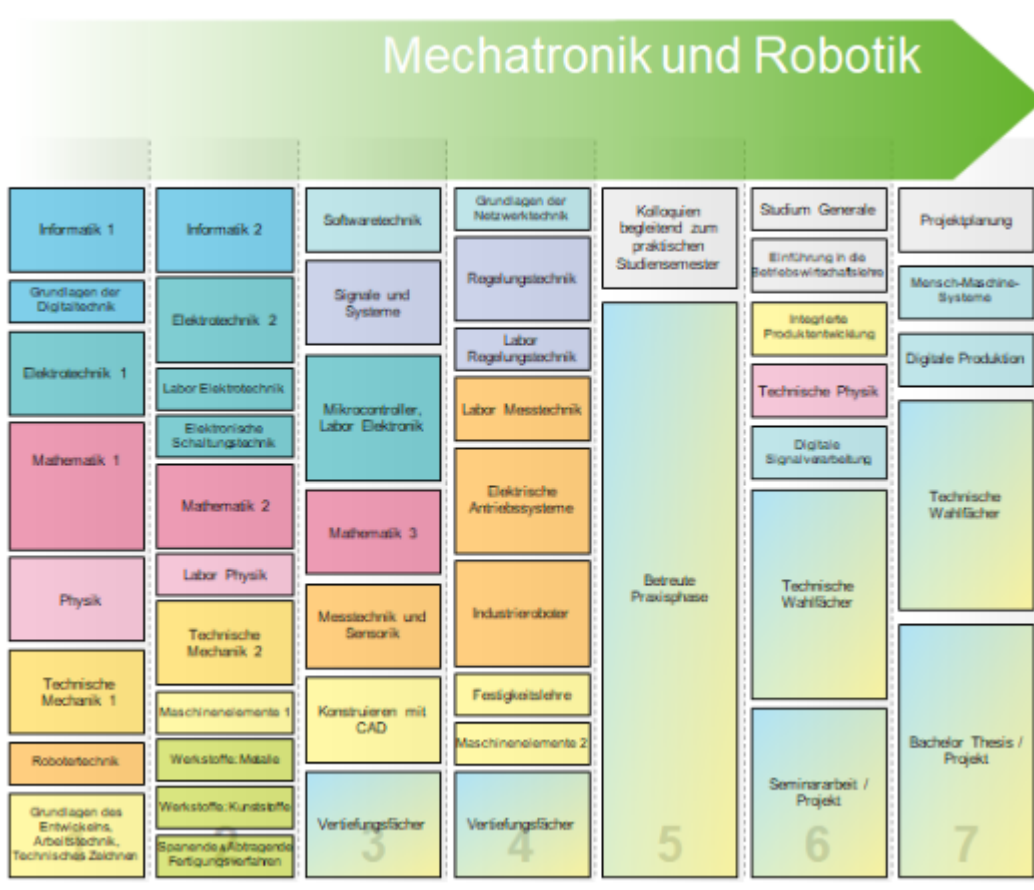 Mechatronik und Robotik
Informatik 1
Grundlagen der
Digitaltechnik
Elektrotechnik 1
Mathematik 1
Physik
Technische
Mechanik 1
Robotertechnik
Grundlagen des
Entwickelns,
Arbeitstechnik,
Technisches Zeichnen
Informatik 2
Elektrotechnik 2
Labor Elektrotechnik
Elektronische
Schaltungstechnik
Mathematik 2
Labor Physik
Technische
Mechanik 2
Maschinenelemente 1
Werkstoffe: Metalle
Werkstoffe: Kunststoffe
Spanende Abtragende
Fertigungsverfahren
2
Softwaretechnik
Signale und
Systeme
Mikrocontroller,
Labor Elektronik
Mathematik 3
Messtechnik und
Sensorik
Konstruieren mit
CAD
Vertiefungsfächer
3
Grundlagen der
Netzwerktechnik
Regelungstechnik
Labor
Regelungstechnik
Labor Messtechnik
Elektrische
Antriebssysteme
Industrieroboter
Festigkeitslehre
Maschinenelemente 2
Vertiefungsfächer
4
Kolloquien
begleitend zum
praktischen
Studiensemester
Betreute
Praxisphase
5
Studium Generale
Einführung in die
Betriebswirtschaftslehre
Integrierte
Produktentwicklung
Technische Physik
Digitale
Signalverarbeitung
Technische
Wahlfächer
Seminararbeit /
Projekt
6
Projektplanung
Mensch-Maschine-
Systeme
Digitale Produktion
Technische
Wahlfächer
Bachelor Thesis /
Projekt
7